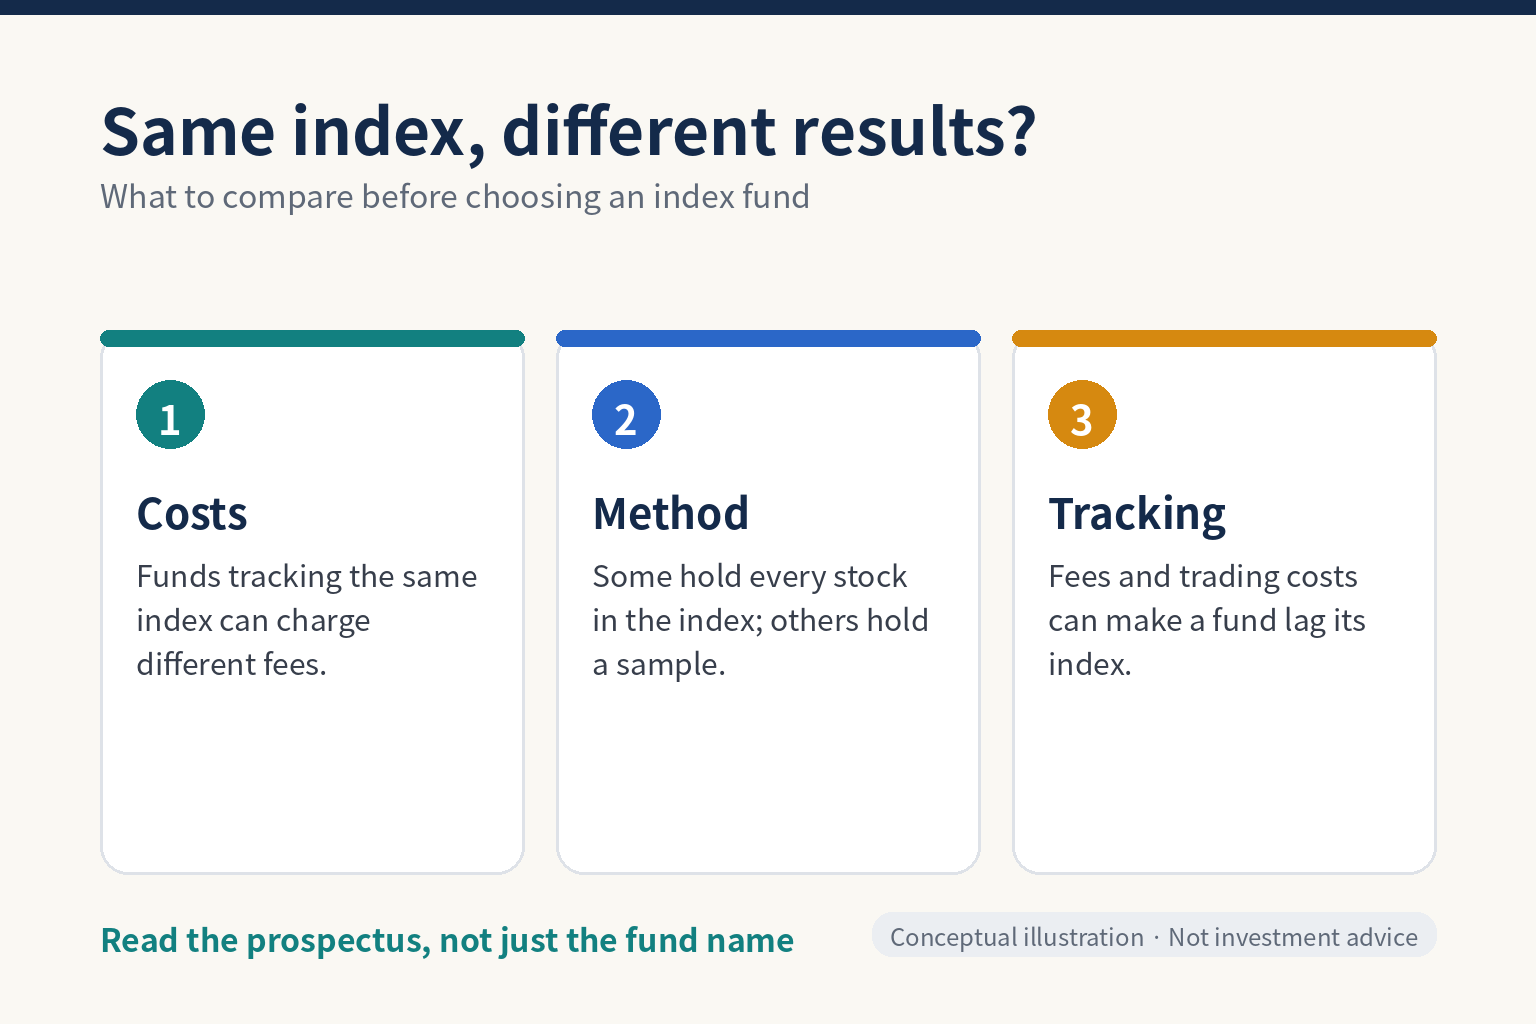 Same index, different results?
What to compare before choosing an index fund
1
Costs
Funds tracking the same
index can charge
different fees.
2
Method
Some hold every stock
in the index; others hold
a sample.
3
Tracking
Fees and trading costs
can make a fund lag its
index.
Read the prospectus, not just the fund name
Conceptual illustration · Not investment advice